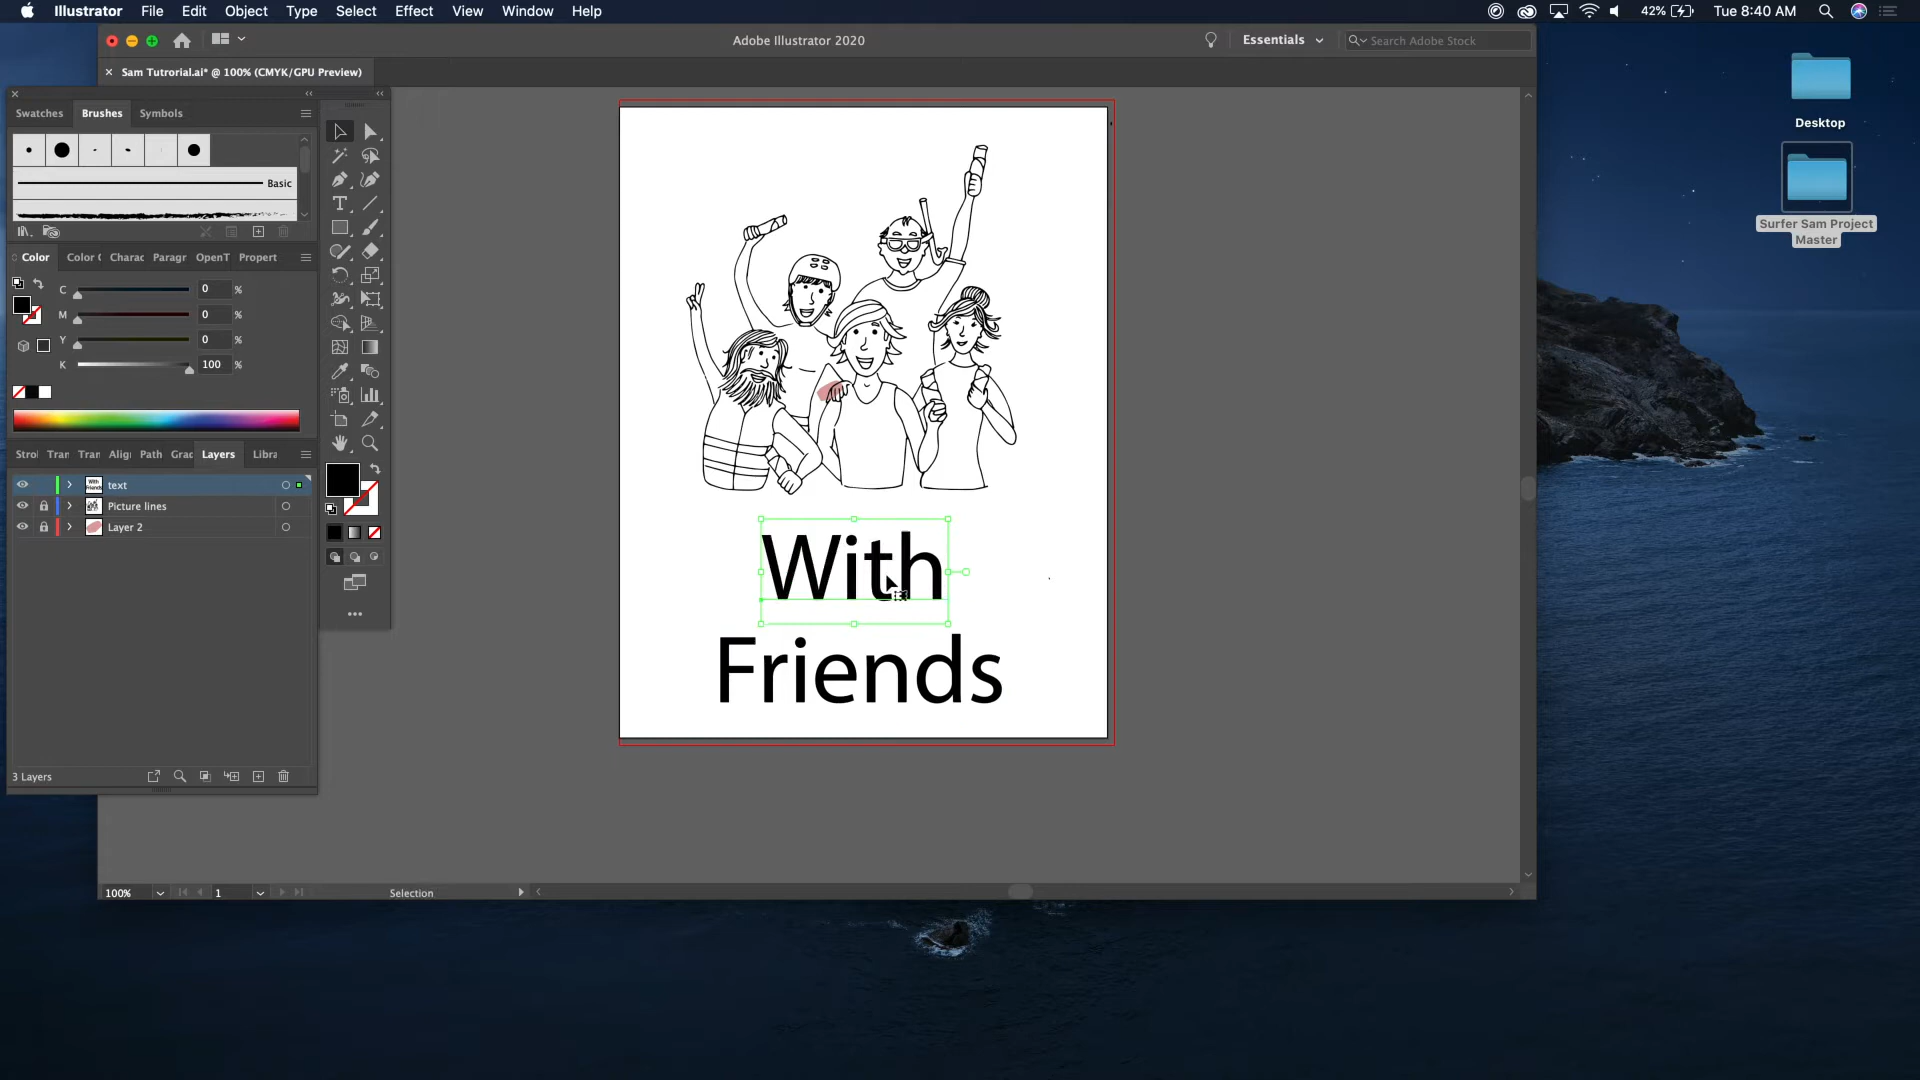 Illustrator File Edit Object Type Select Effect View Window Help
42% Tue 8:40 AM
Adobe Illustrator 2020
Essentials
Search Adobe Stock
Sam Tutrorial.ai* @ 100% (CMYK/GPU Preview)
Swatches Brushes Symbols
Basic
Color Color ( Charac Paragr OpenT Propert
C 0 %
M 0 %
Y 0 %
K 100 %
Strol Tran Tran Alig Path Grac Layers Libra
text
Picture lines
Layer 2
3 Layers
With
Friends
100% 1 Selection
Desktop
Surfer Sam Project
Master